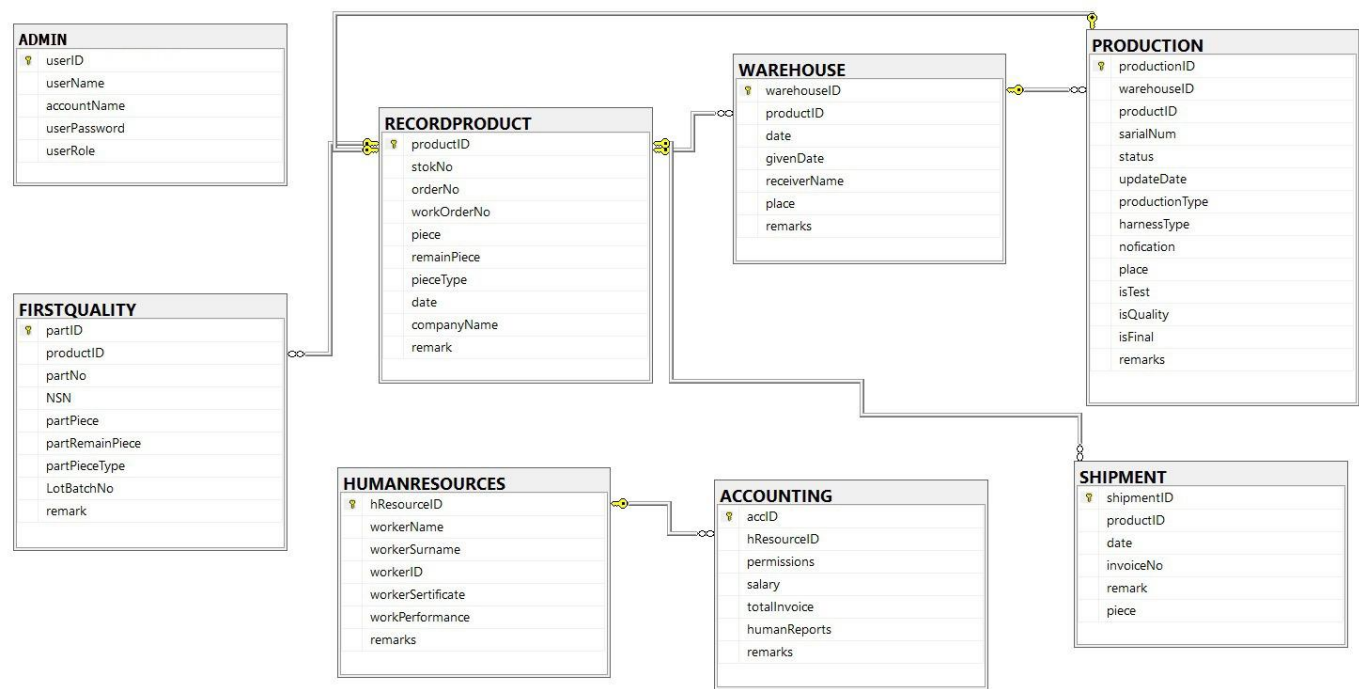 ADMIN
userID
userName
accountName
userPassword
userRole
RECORDPRODUCT
productID
stokNo
orderNo
workOrderNo
piece
remainPiece
pieceType
date
companyName
remark
WAREHOUSE
warehouseID
productID
date
givenDate
receiverName
place
remarks
PRODUCTION
productionID
warehouseID
productID
sarialNum
status
updateDate
productionType
harnessType
nofication
place
isTest
isQuality
isFinal
remarks
FIRSTQUALITY
partID
productID
partNo
NSN
partPiece
partRemainPiece
partPieceType
LotBatchNo
remark
HUMANRESOURCES
hResourceID
workerName
workerSurname
workerID
workerSertificate
workPerformance
remarks
ACCOUNTING
accID
hResourceID
permissions
salary
totalInvoice
humanReports
remarks
SHIPMENT
shipmentID
productID
date
invoiceNo
remark
piece